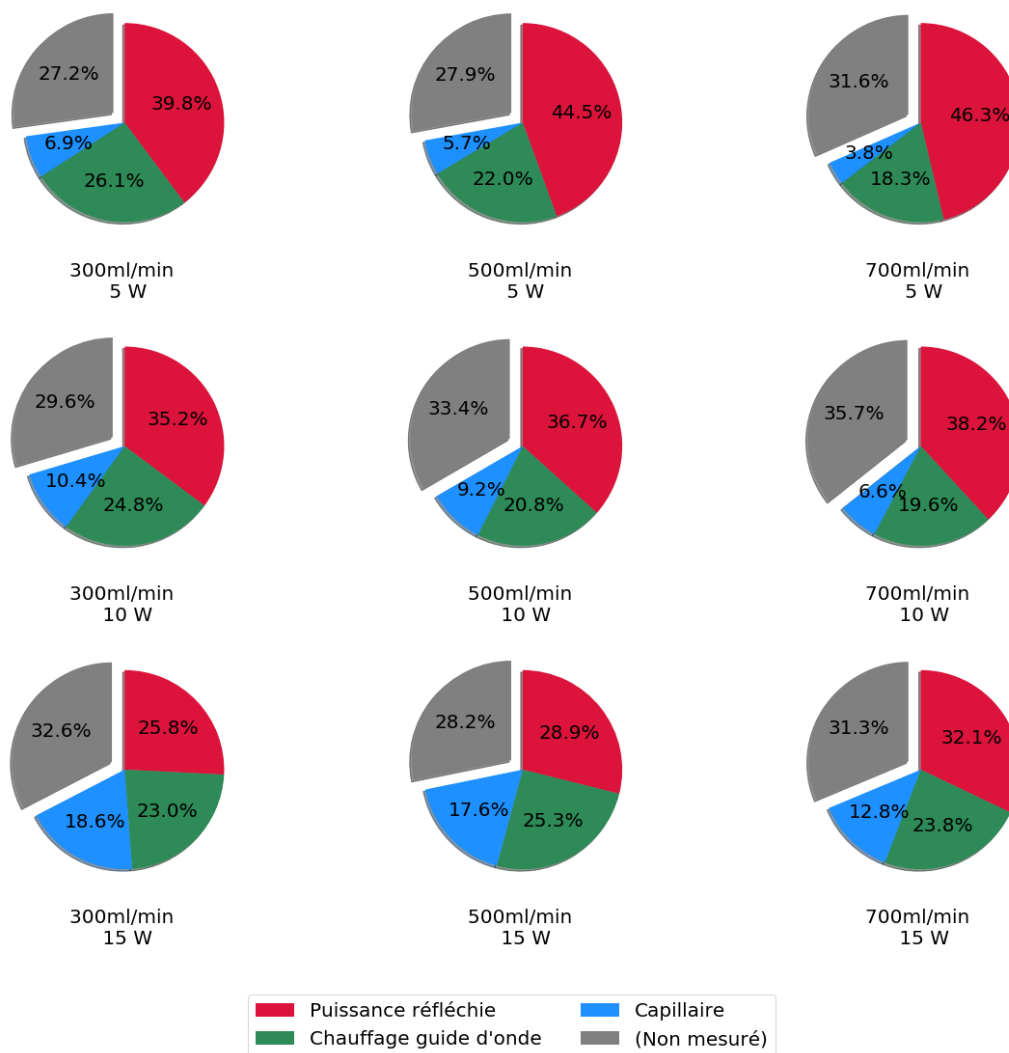 27.2%
39.8%
6.9%
26.1%
300ml/min
5 W
27.9%
44.5%
5.7%
22.0%
500ml/min
5 W
31.6%
46.3%
3.8%
18.3%
700ml/min
5 W
29.6%
35.2%
10.4%
24.8%
300ml/min
10 W
33.4%
36.7%
9.2%
20.8%
500ml/min
10 W
35.7%
38.2%
6.6%
19.6%
700ml/min
10 W
32.6%
25.8%
18.6%
23.0%
300ml/min
15 W
28.2%
28.9%
17.6%
25.3%
500ml/min
15 W
31.3%
32.1%
12.8%
23.8%
700ml/min
15 W
Puissance réfléchie
Chauffage guide d'onde
Capillaire
(Non mesuré)